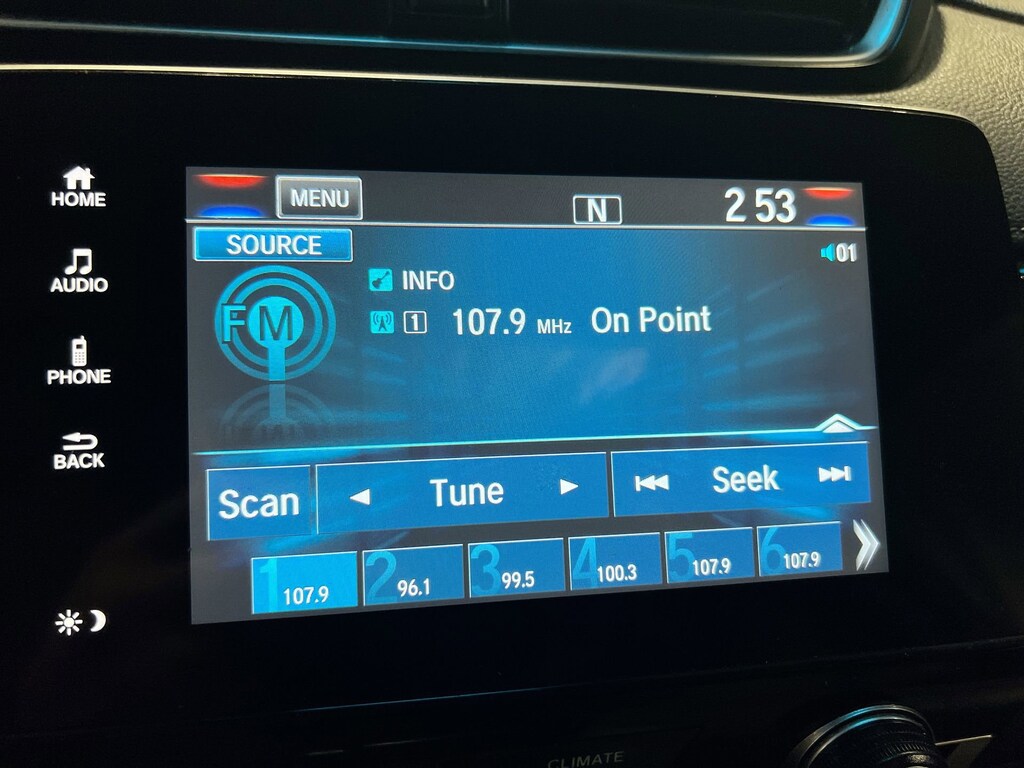 HOME
AUDIO
PHONE
BACK
MENU
N
2 53
SOURCE
01
FM
INFO
1 107.9 MHz On Point
Scan
Tune
Seek
1 107.9
2 96.1
3 99.5
4 100.3
5 107.9
6 107.9
CLIMATE